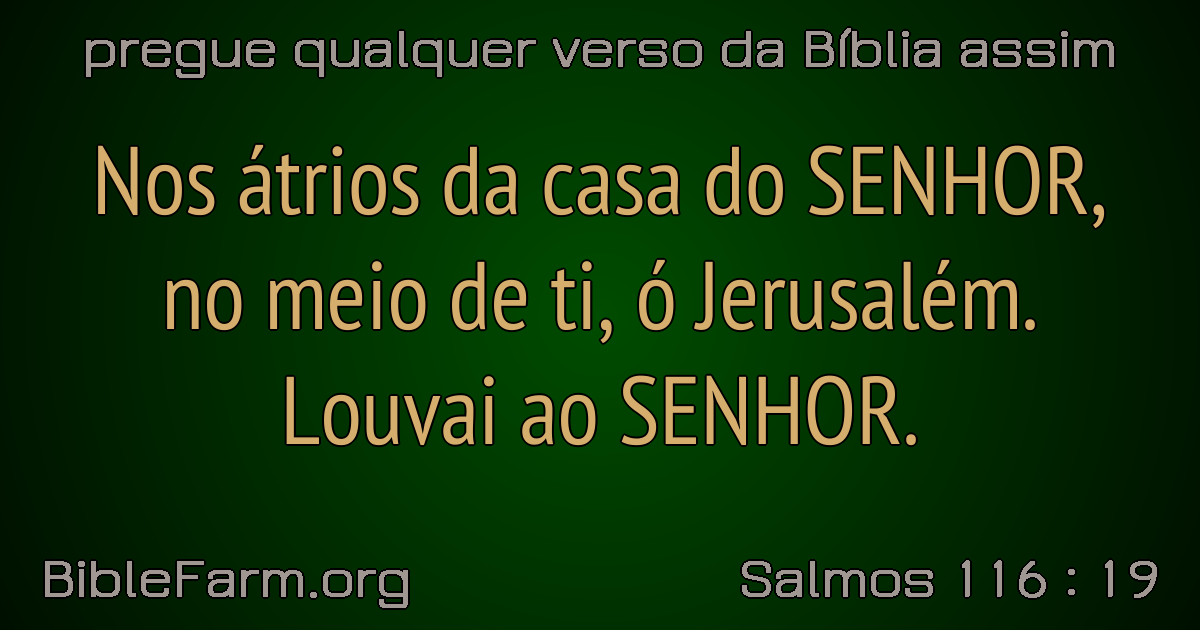 pregue qualquer verso da Bíblia assim
Nos átrios da casa do SENHOR,
no meio de ti, ó Jerusalém.
Louvai ao SENHOR.
BibleFarm.org
Salmos 116 : 19